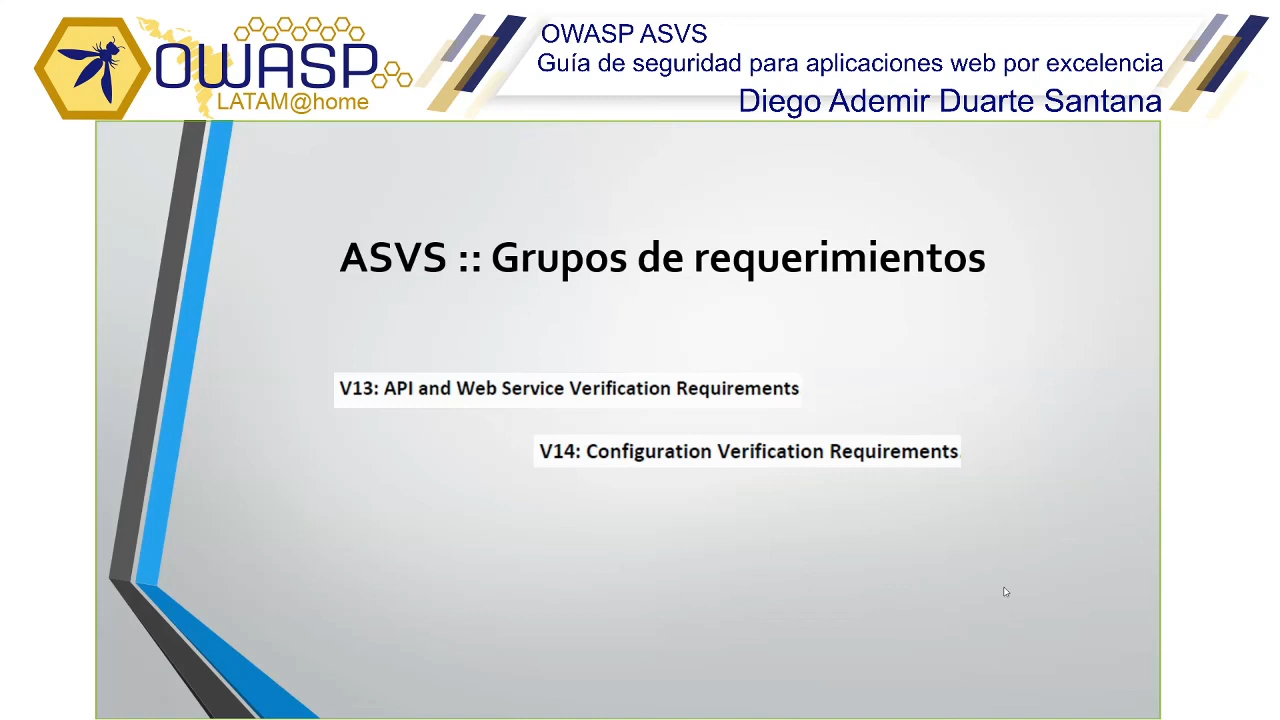 OWASP
LATAM@home
OWASP ASVS
Guía de seguridad para aplicaciones web por excelencia
Diego Ademir Duarte Santana
ASVS :: Grupos de requerimientos
V13: API and Web Service Verification Requirements
V14: Configuration Verification Requirements